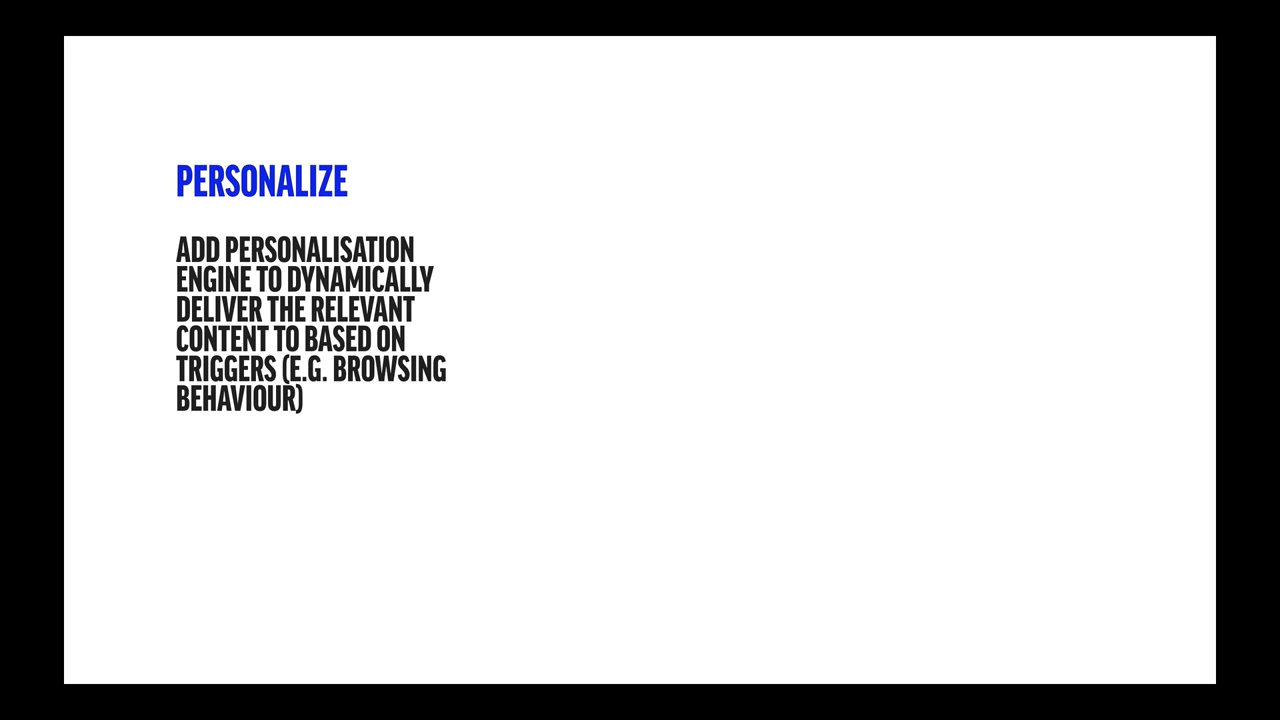 PERSONALIZE
ADD PERSONALISATION
ENGINE TO DYNAMICALLY
DELIVER THE RELEVANT
CONTENT TO BASED ON
TRIGGERS (E.G. BROWSING
BEHAVIOUR)